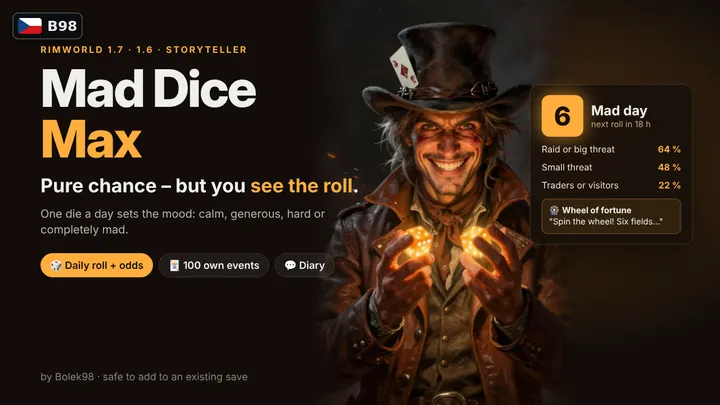 B98
RIMWORLD 1.7 · 1.6 · STORYTELLER
Mad Dice
Max
Pure chance – but you see the roll.
One die a day sets the mood: calm, generous, hard or
completely mad.
🎲 Daily roll + odds
🃏 100 own events
💬 Diary
by Bolek98 · safe to add to an existing save
6
Mad day
next roll in 18 h
Raid or big threat 64 %
Small threat 48 %
Traders or visitors 22 %
🎡 Wheel of fortune
"Spin the wheel! Six fields..."